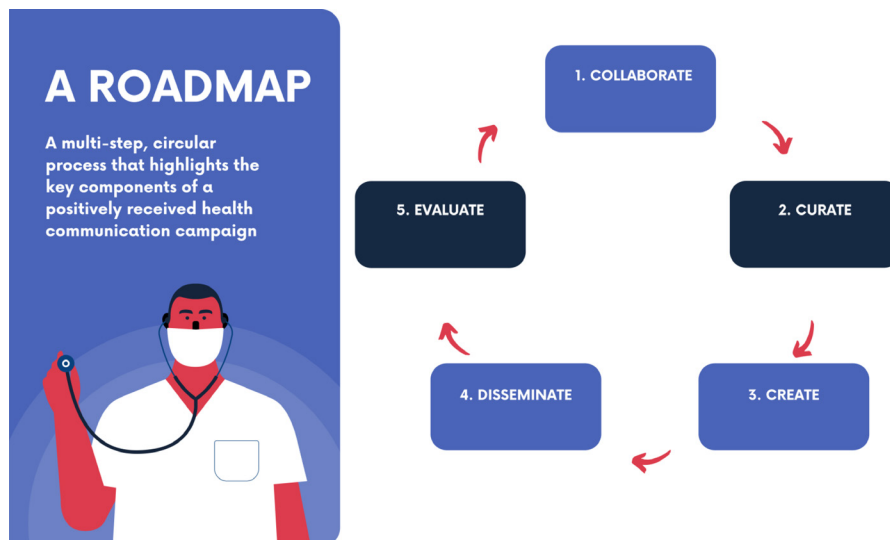 A ROADMAP
A multi-step, circular
process that highlights the
key components of a
positively received health
communication campaign
1. COLLABORATE
2. CURATE
3. CREATE
4. DISSEMINATE
5. EVALUATE